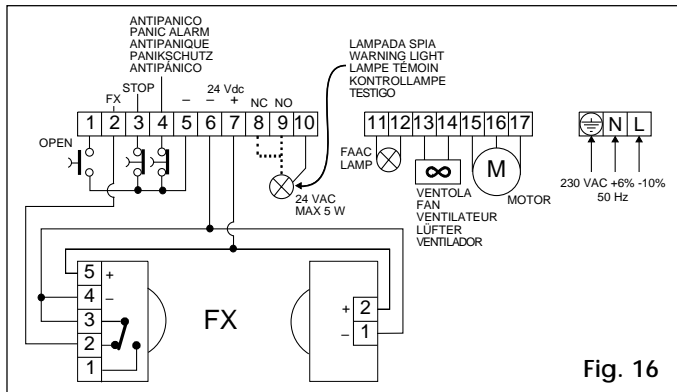 ANTIPANICO
PANIC ALARM
ANTIPANIQUE
PANIKSCHUTZ
ANTIPÁNICO
LAMPADA SPIA
WARNING LIGHT
LAMPE TÉMOIN
KONTROLLAMPE
TESTIGO
STOP
FX
24 Vdc
– – +
NC NO
1 2 3 4 5 6 7 8 9 10
11 12 13 14 15 16 17
N L
OPEN
FAAC
LAMP
24 VAC
MAX 5 W
M
MOTOR
VENTOLA
FAN
VENTILATEUR
LÜFTER
VENTILADOR
230 VAC +6% -10%
50 Hz
5 +
4 –
3
2
1
FX
+ 2
– 1
Fig. 16